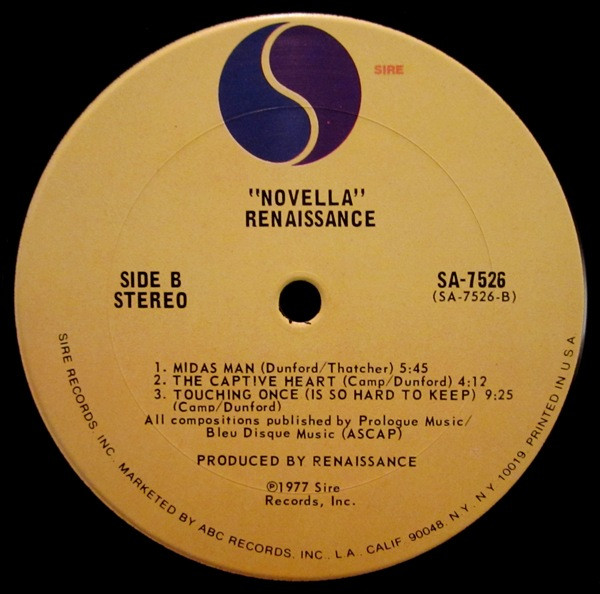 SIRE
"NOVELLA"
RENAISSANCE
SIDE B
STEREO
SA-7526
(SA-7526-B)
1. MIDAS MAN (Dunford/Thatcher) 5:45
2. THE CAPTIVE HEART (Camp/Dunford) 4:12
3. TOUCHING ONCE (IS SO HARD TO KEEP) 9:25
(Camp/Dunford)
All compositions published by Prologue Music/
Bleu Disque Music (ASCAP)
PRODUCED BY RENAISSANCE
℗1977 Sire
Records, Inc.
SIRE RECORDS, INC. MARKETED BY ABC RECORDS, INC., L.A., CALIF. 90048, N.Y., N.Y. 10019. PRINTED IN U S A